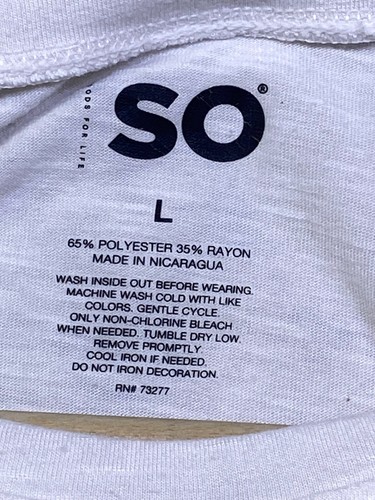 SO®
ODS FOR LIFE
L
65% POLYESTER 35% RAYON
MADE IN NICARAGUA
WASH INSIDE OUT BEFORE WEARING.
MACHINE WASH COLD WITH LIKE
COLORS. GENTLE CYCLE.
ONLY NON-CHLORINE BLEACH
WHEN NEEDED. TUMBLE DRY LOW.
REMOVE PROMPTLY.
COOL IRON IF NEEDED.
DO NOT IRON DECORATION.
RN# 73277